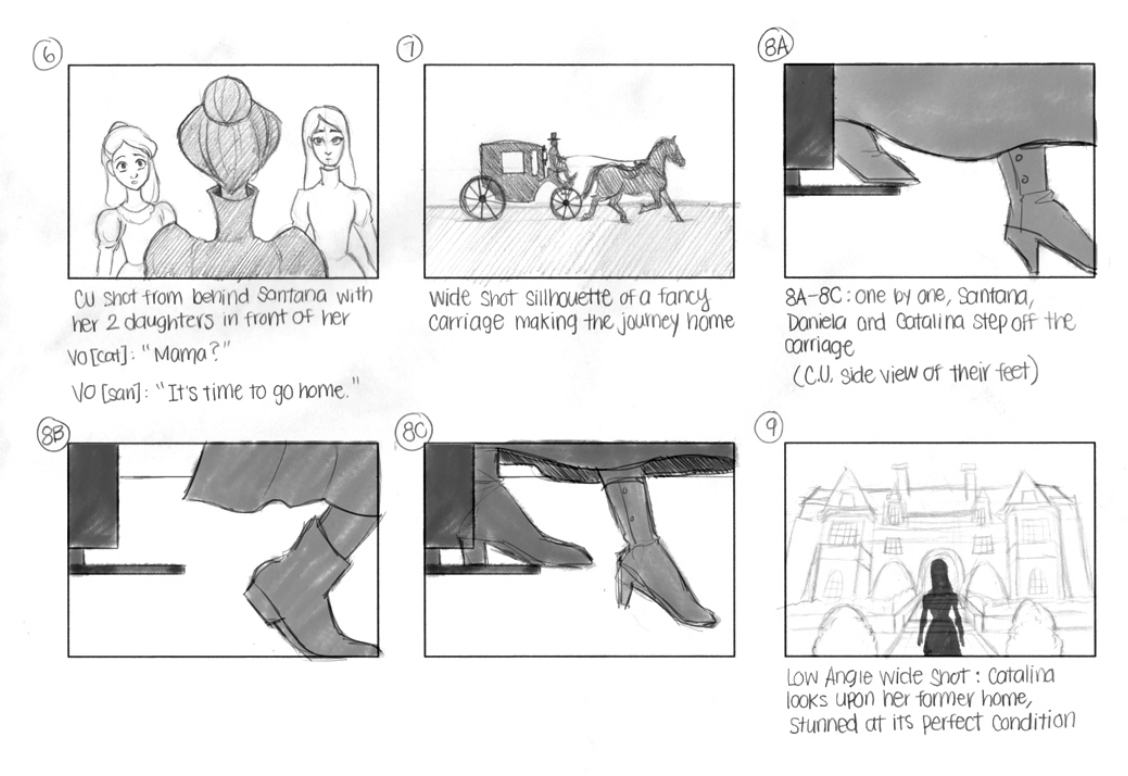 6
CU shot from behind Santana with
her 2 daughters in front of her
VO [cat]: "Mama?"
VO [san]: "It's time to go home."
7
Wide shot sillhouette of a fancy
carriage making the journey home
8A
8A-8C: one by one, Santana,
Daniela and Catalina step off the
carriage
(C.U. side view of their feet)
8B
8C
9
Low Angle wide shot: Catalina
looks upon her former home,
stunned at its perfect condition